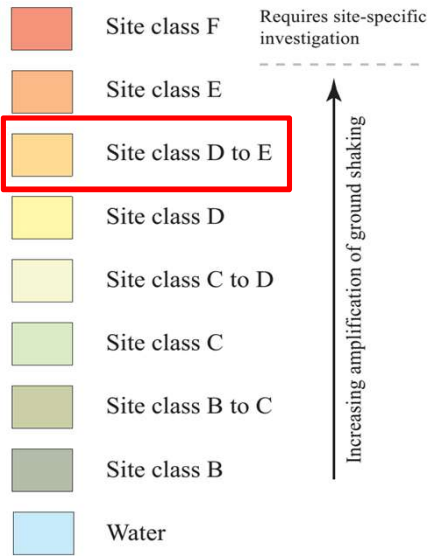 Site class F
Requires site-specific
investigation
Site class E
Site class D to E
Site class D
Site class C to D
Site class C
Site class B to C
Site class B
Water
Increasing amplification of ground shaking